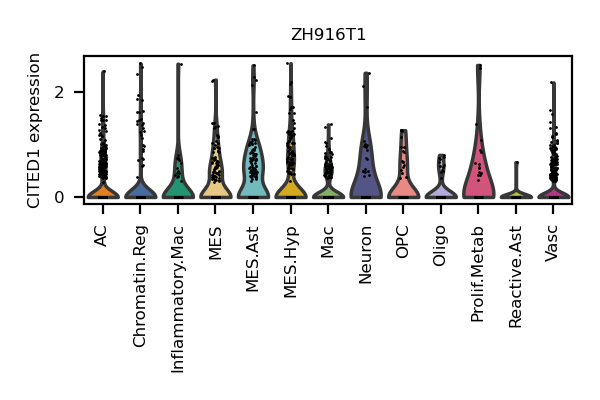 ZH916T1
CITED1 expression
2
0
AC
Chromatin.Reg
Inflammatory.Mac
MES
MES.Ast
MES.Hyp
Mac
Neuron
OPC
Oligo
Prolif.Metab
Reactive.Ast
Vasc